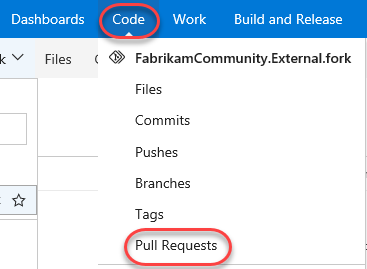 Dashboards Code Work Build and Release
FabrikamCommunity.External.fork
k Files
Files
Commits
Pushes
Branches
Tags
Pull Requests